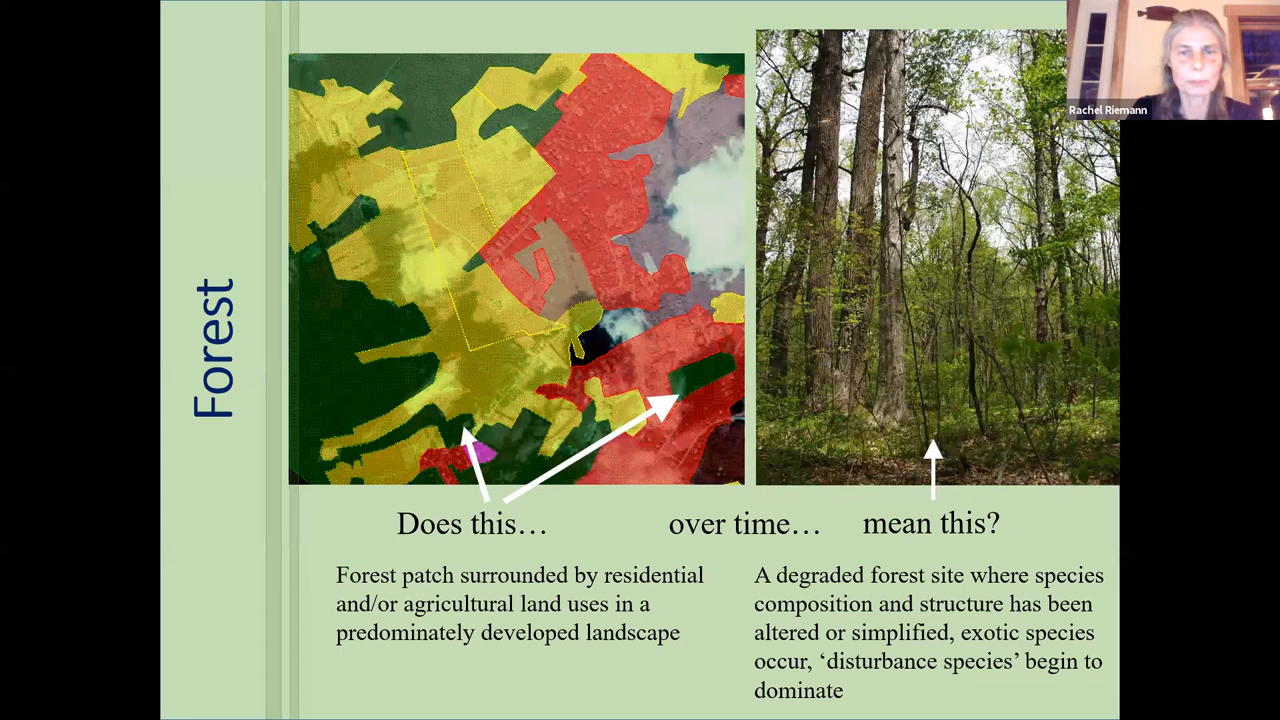 Rachel Riemann
Forest
Does this…
over time…
mean this?
Forest patch surrounded by residential
and/or agricultural land uses in a
predominately developed landscape
A degraded forest site where species
composition and structure has been
altered or simplified, exotic species
occur, ‘disturbance species’ begin to
dominate